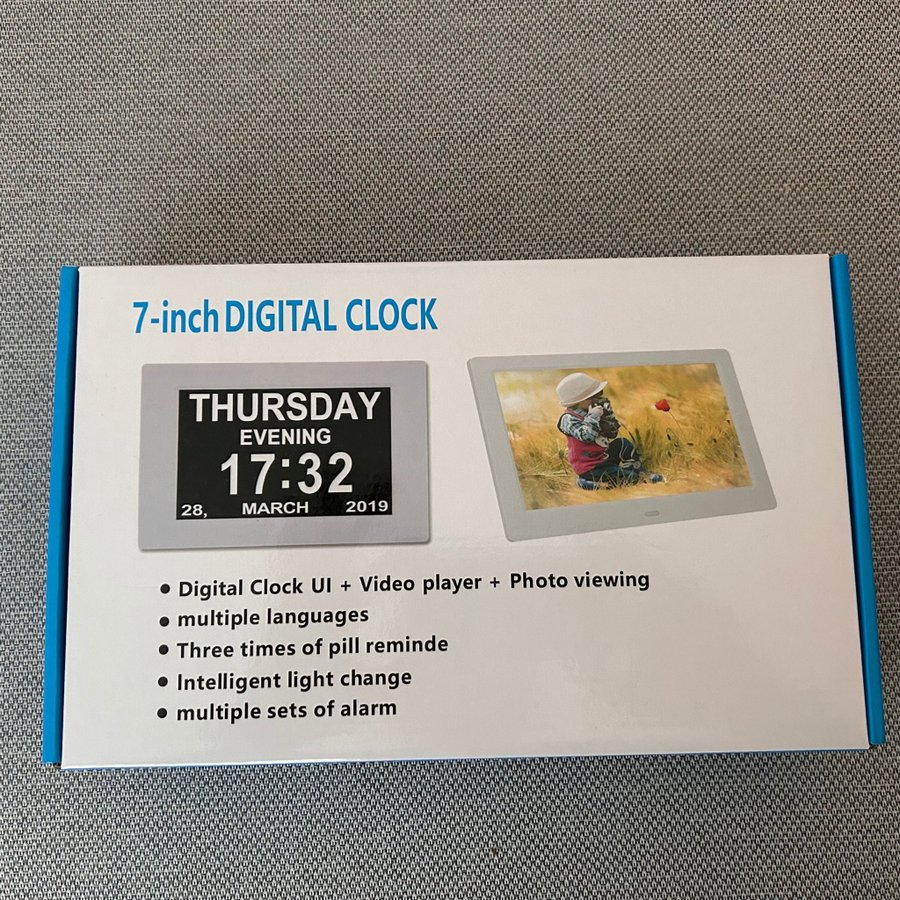 7-inch DIGITAL CLOCK
THURSDAY
EVENING
17:32
28, MARCH 2019
• Digital Clock UI + Video player + Photo viewing
• multiple languages
• Three times of pill reminde
• Intelligent light change
• multiple sets of alarm